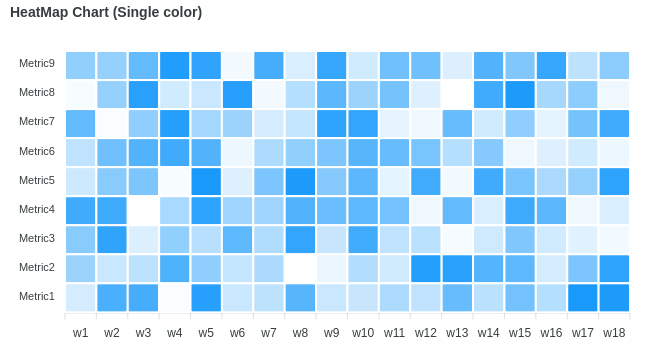 HeatMap Chart (Single color)
Metric9
Metric8
Metric7
Metric6
Metric5
Metric4
Metric3
Metric2
Metric1
w1 w2 w3 w4 w5 w6 w7 w8 w9 w10 w11 w12 w13 w14 w15 w16 w17 w18